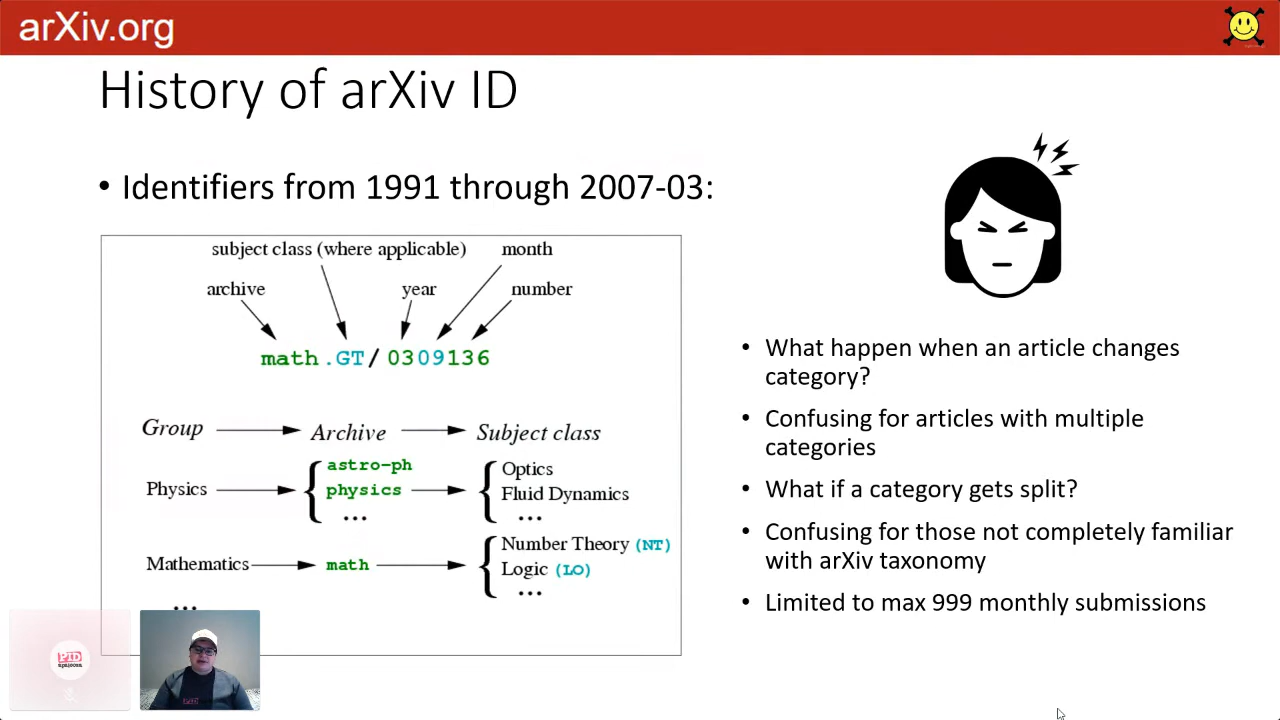 arXiv.org
History of arXiv ID
• Identifiers from 1991 through 2007-03:
subject class (where applicable) month
archive year number
math.GT/0309136
Group Archive Subject class
astro-ph Optics
Physics physics Fluid Dynamics
... ...
Number Theory (NT)
Mathematics math Logic (LO)
... ...
• What happen when an article changes
category?
• Confusing for articles with multiple
categories
• What if a category gets split?
• Confusing for those not completely familiar
with arXiv taxonomy
• Limited to max 999 monthly submissions
PID
apalooza